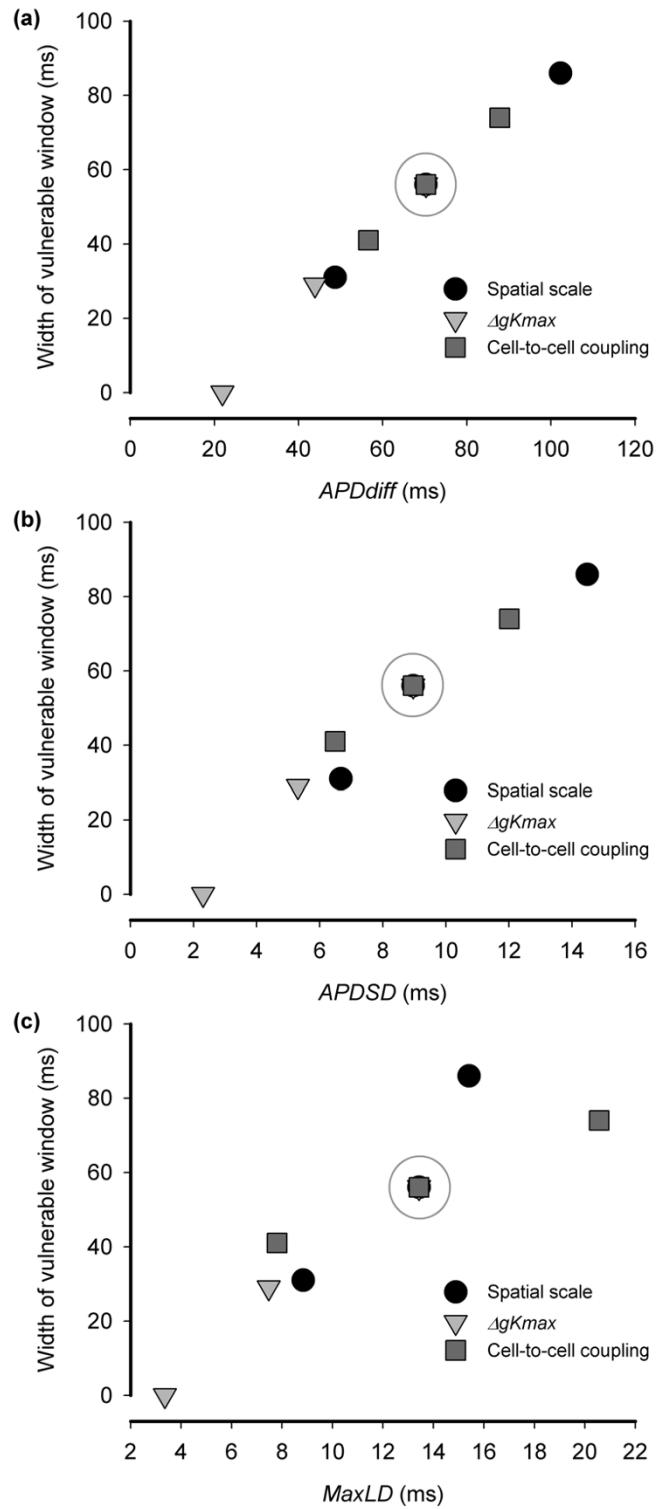 (a)
Width of vulnerable window (ms)
100
80
60
40
20
0
Spatial scale
ΔgKmax
Cell-to-cell coupling
0 20 40 60 80 100 120
APDdiff (ms)
(b)
Width of vulnerable window (ms)
100
80
60
40
20
0
Spatial scale
ΔgKmax
Cell-to-cell coupling
0 2 4 6 8 10 12 14 16
APDSD (ms)
(c)
Width of vulnerable window (ms)
100
80
60
40
20
0
Spatial scale
ΔgKmax
Cell-to-cell coupling
2 4 6 8 10 12 14 16 18 20 22
MaxLD (ms)